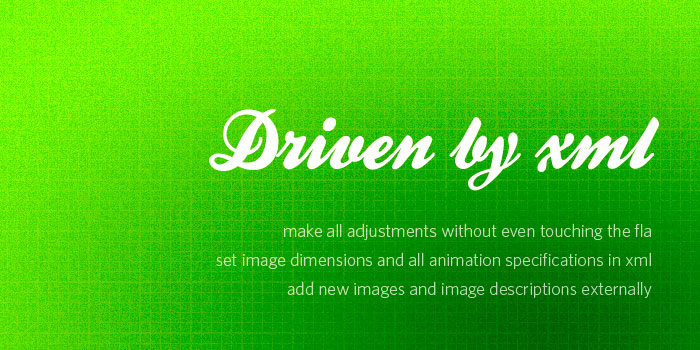 Driven by xml
make all adjustments without even touching the fla
set image dimensions and all animation specifications in xml
add new images and image descriptions externally